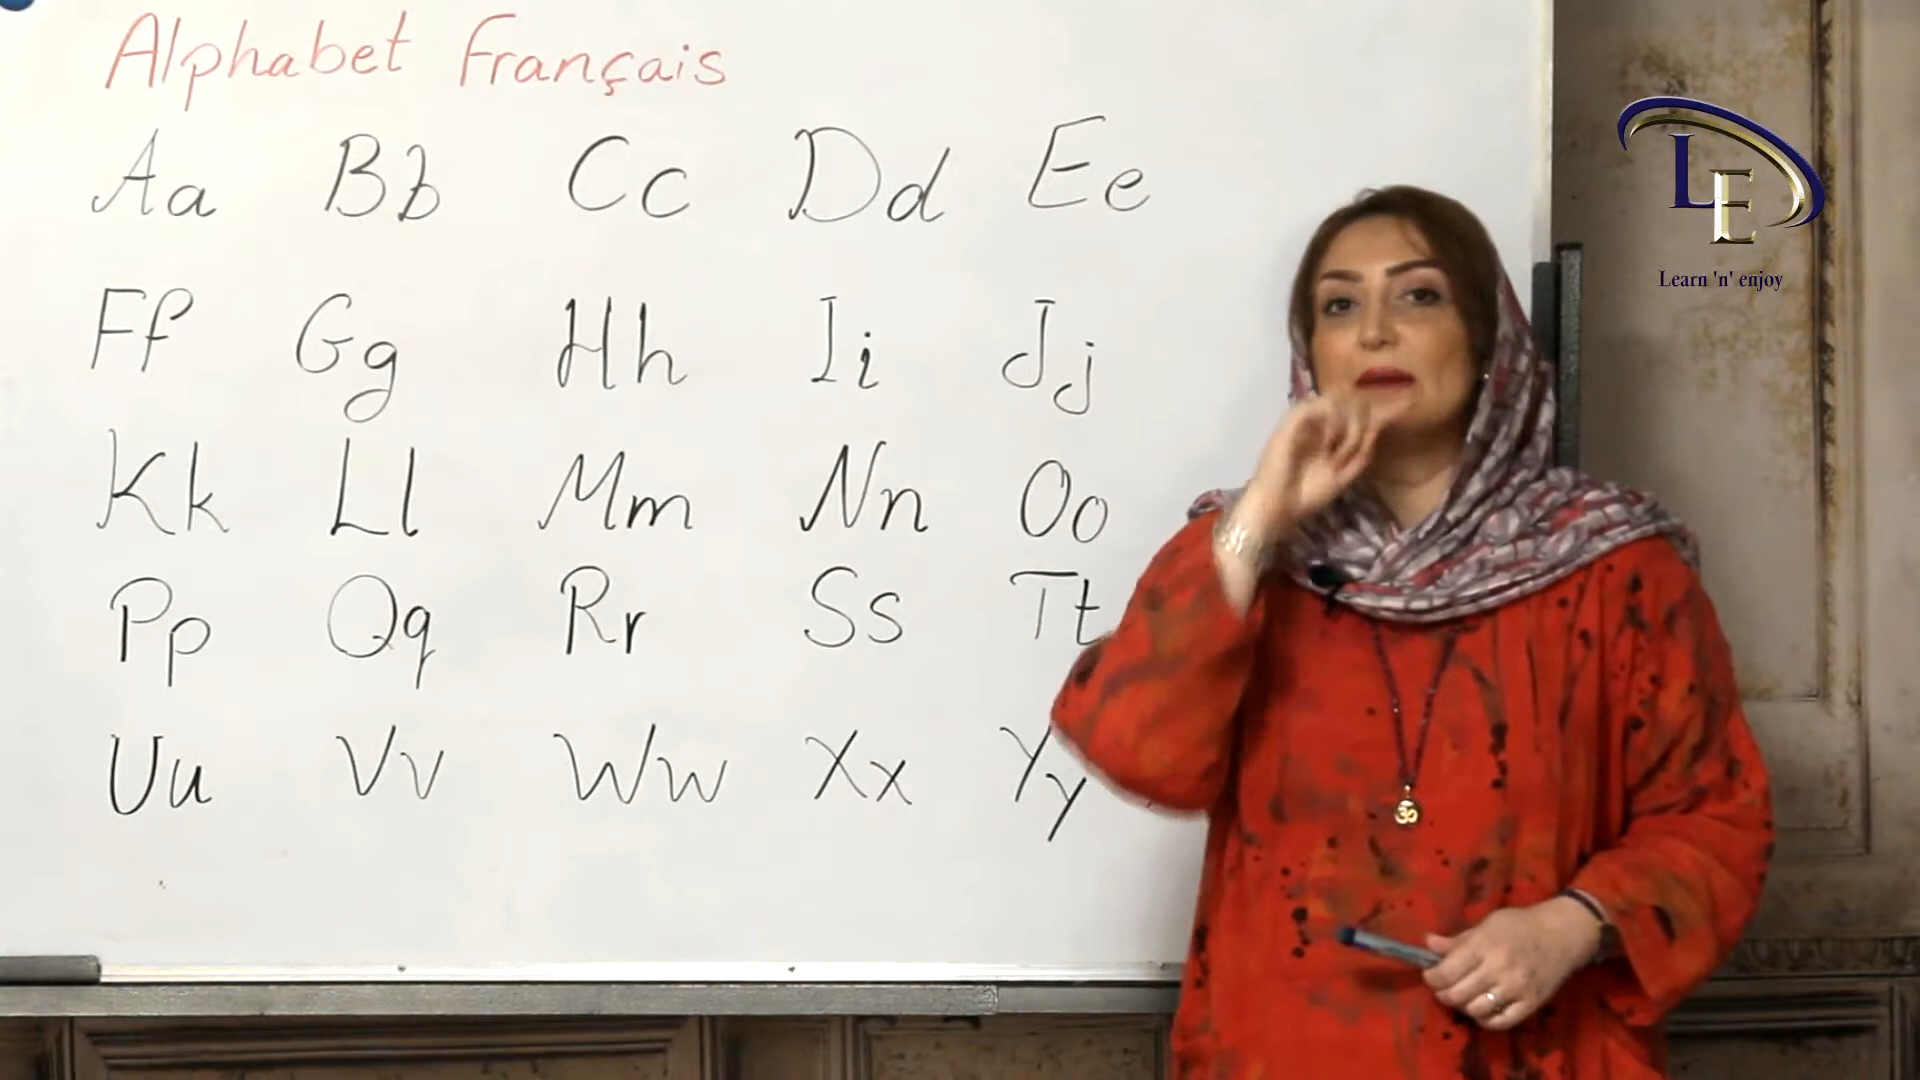 Alphabet Français
Aa Bb Cc Dd Ee
Ff Gg Hh Ii Jj
Kk Ll Mm Nn Oo
Pp Qq Rr Ss Tt
Uu Vv Ww Xx Yy
LE
Learn 'n' enjoy